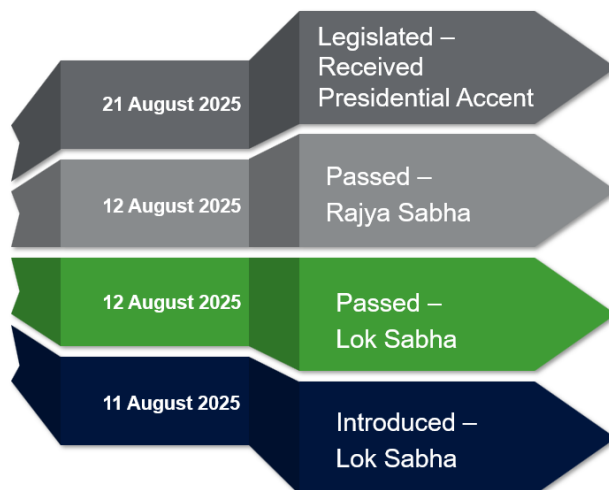 21 August 2025
Legislated –
Received
Presidential Accent
12 August 2025
Passed –
Rajya Sabha
12 August 2025
Passed –
Lok Sabha
11 August 2025
Introduced –
Lok Sabha